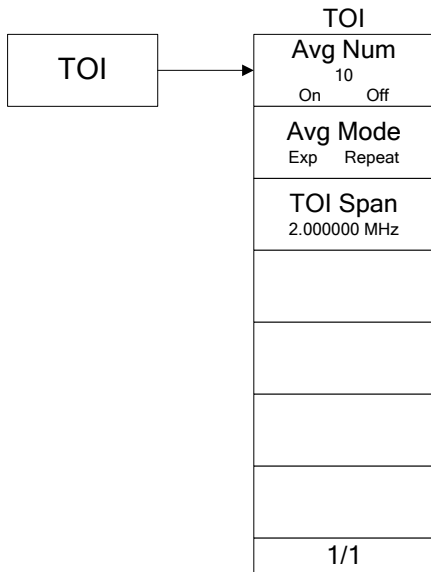 TOI
TOI
Avg Num
10
On Off
Avg Mode
Exp Repeat
TOI Span
2.000000 MHz
1/1